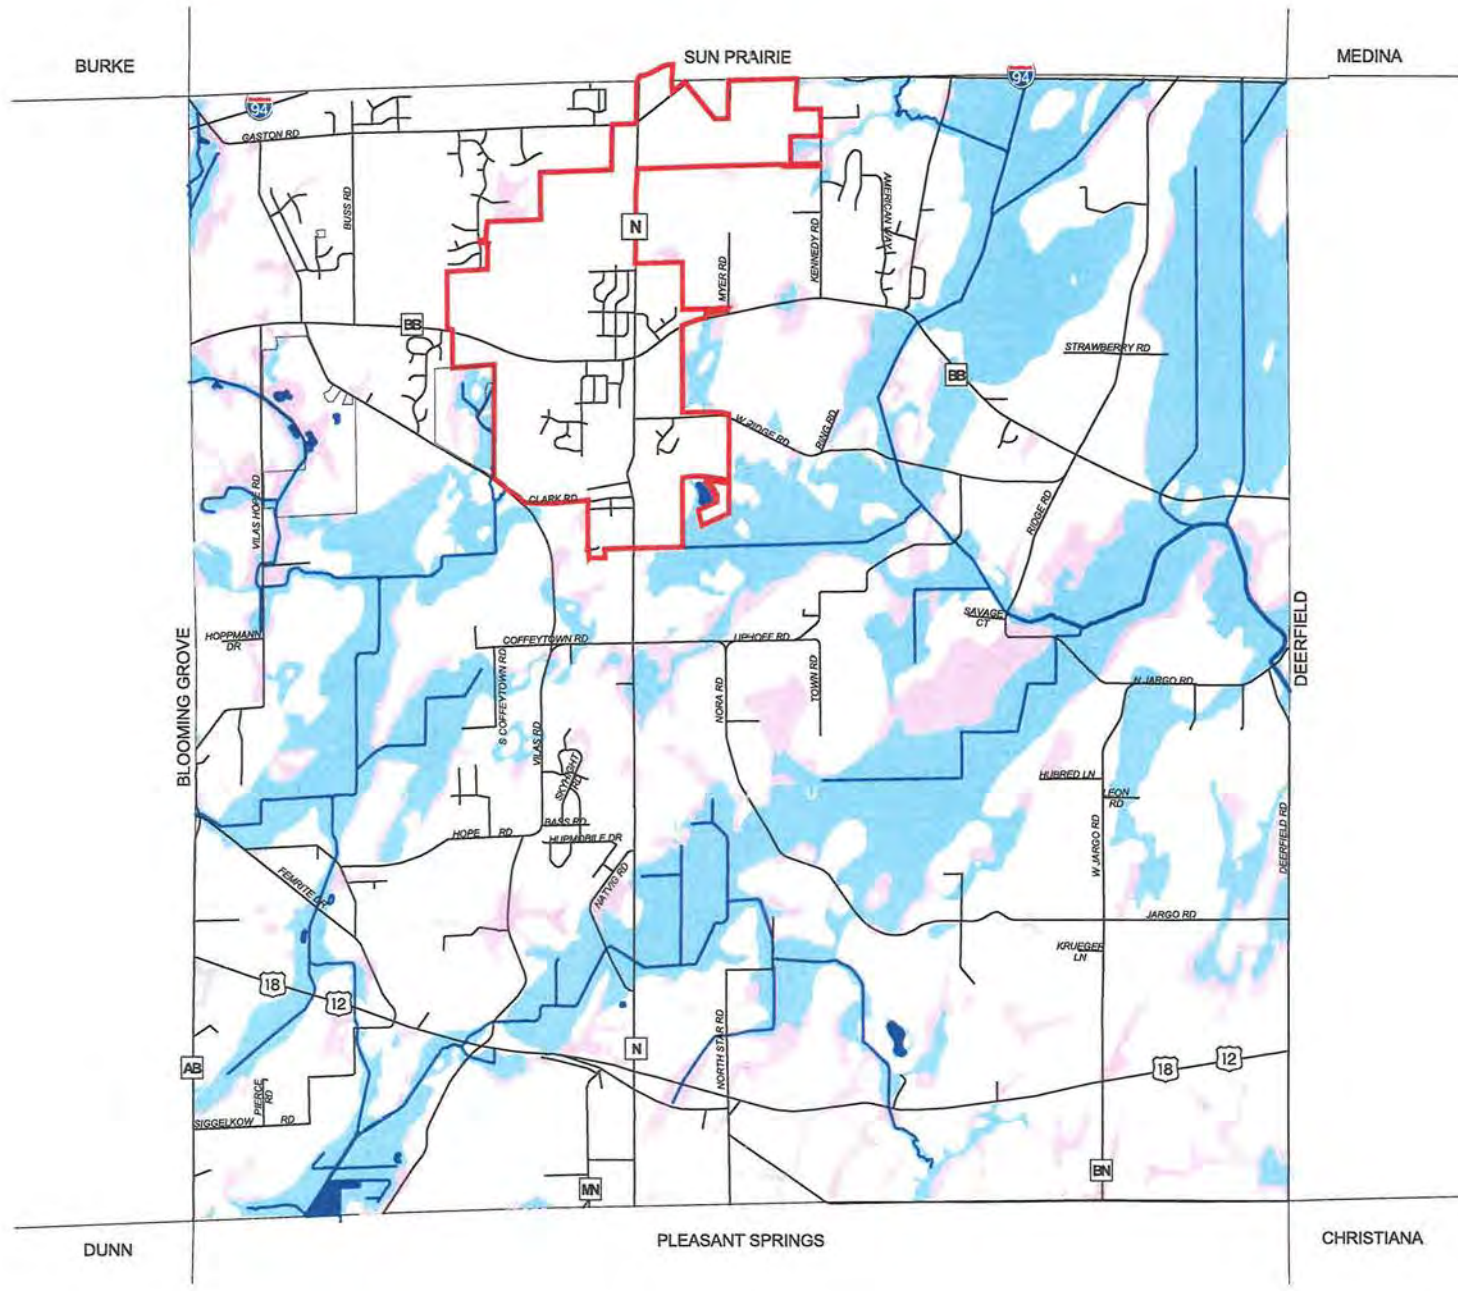 BURKE
SUN PRAIRIE
MEDINA
94
94
GASTON RD
BUSS RD
N
AMERICAN WAY
KENNEDY RD
MYER RD
BB
STRAWBERRY RD
BB
W RIDGE RD
RING RD
VILAS HOPE RD
CLARK RD
RIDGE RD
BLOOMING GROVE
DEERFIELD
HOPPMANN
DR
COFFEYTOWN RD
UPHOFF RD
SAVAGE
CT
S COFFEYTOWN RD
NORA RD
TOWN RD
N JARGO RD
VILAS RD
SKYHIGHT
RD
HUBRED LN
LEON
RD
BASS RD
HOPE RD
HUPMOBILE DR
W JARGO RD
DEERFIELD RD
FEMRITE DR
NATVIG RD
JARGO RD
KRUEGER
LN
18
12
AB
N
NORTH STAR RD
18
12
PIERCE
RD
SIGGELKOW RD
MN
BN
DUNN
PLEASANT SPRINGS
CHRISTIANA